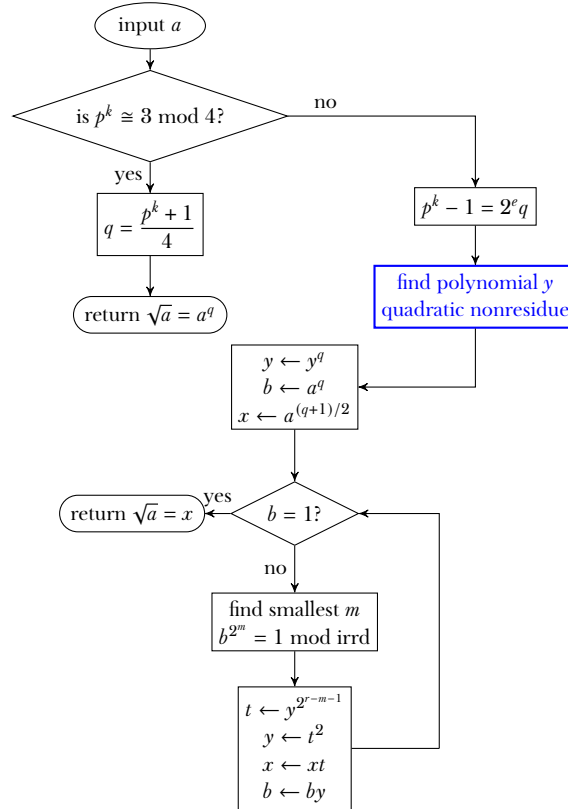 input a
is p^k ≅ 3 mod 4?
no
yes
q = (p^k + 1)/4
p^k − 1 = 2^e q
return √a = a^q
find polynomial y
quadratic nonresidue
y ← y^q
b ← a^q
x ← a^((q+1)/2)
return √a = x
yes
b = 1?
no
find smallest m
b^(2^m) = 1 mod irrd
t ← y^(2^(r−m−1))
y ← t^2
x ← xt
b ← by